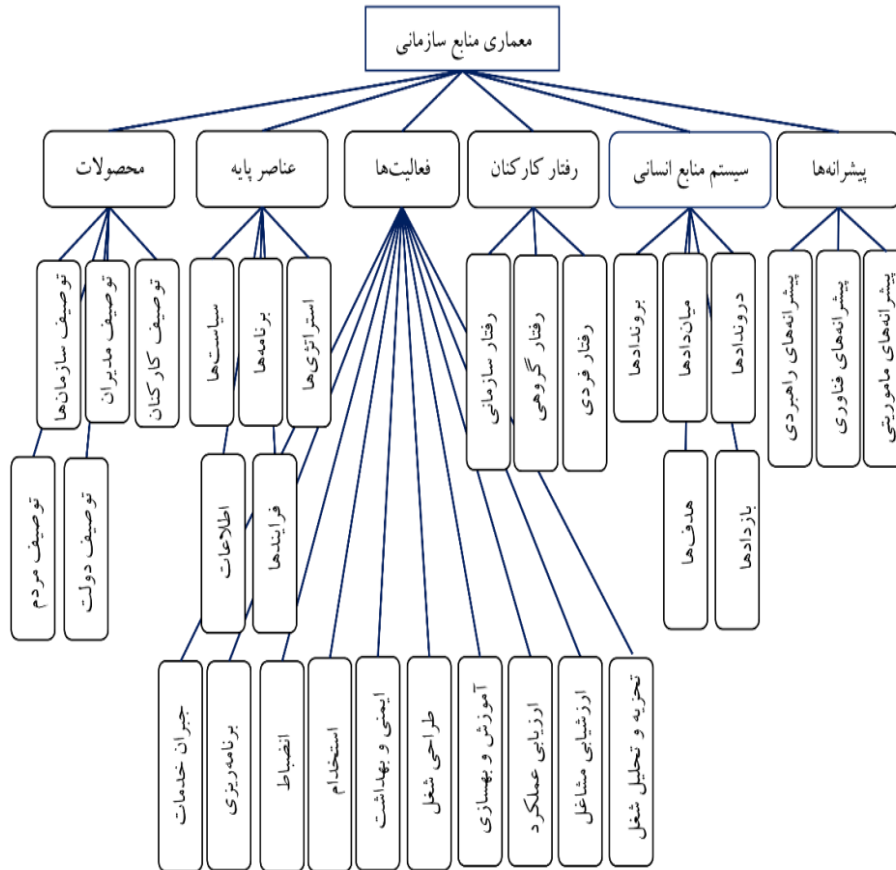 معماری منابع سازمانی
پیشرانه‌ها
سیستم منابع انسانی
رفتار کارکنان
فعالیت‌ها
عناصر پایه
محصولات
پیشرانه‌های ماموریتی
پیشرانه‌های فناوری
پیشرانه‌های راهبردی
دروندادها
میان‌دادها
بروندادها
بازدادها
هدف‌ها
رفتار فردی
رفتار گروهی
رفتار سازمانی
استراتژی‌ها
برنامه‌ها
سیاست‌ها
فرایندها
اطلاعات
توصیف کارکنان
توصیف مدیران
توصیف سازمان‌ها
توصیف دولت
توصیف مردم
تجزیه و تحلیل شغل
ارزشیابی مشاغل
ارزیابی عملکرد
آموزش و بهسازی
طراحی شغل
ایمنی و بهداشت
استخدام
انضباط
برنامه‌ریزی
جبران خدمات